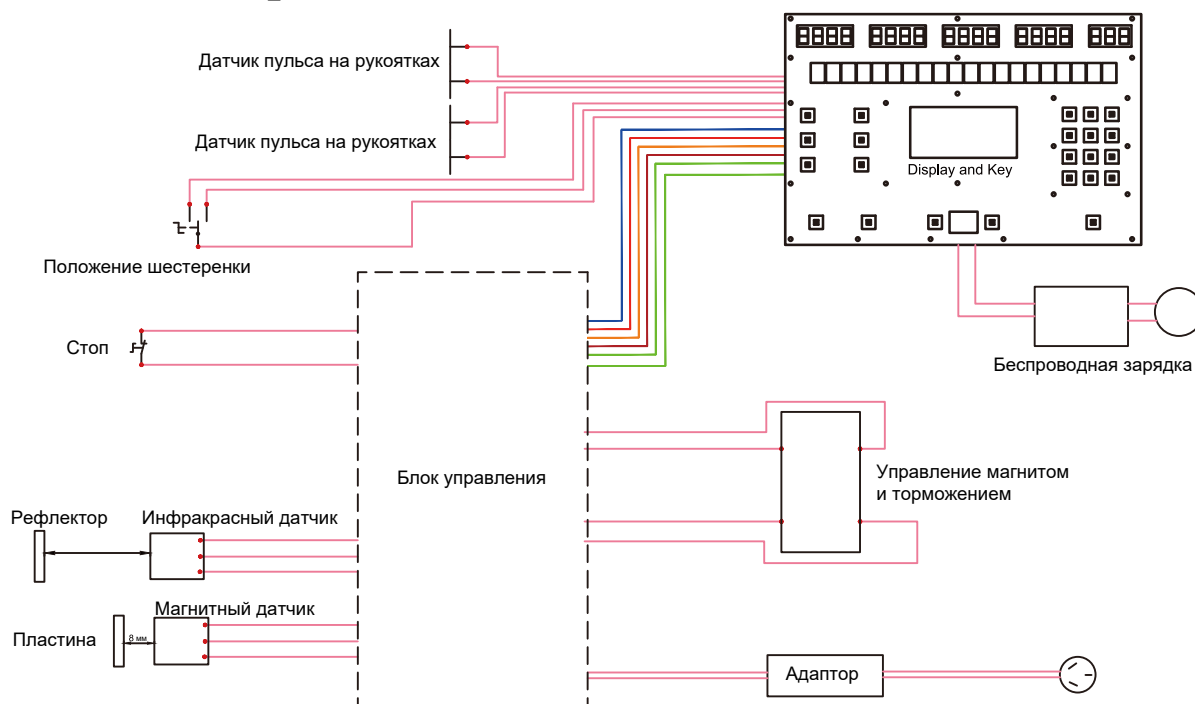 Датчик пульса на рукоятках
Датчик пульса на рукоятках
Display and Key
Положение шестеренки
Стоп
Беспроводная зарядка
Блок управления
Управление магнитом
и торможением
Рефлектор
Инфракрасный датчик
Магнитный датчик
Пластина
8 мм
Адаптор